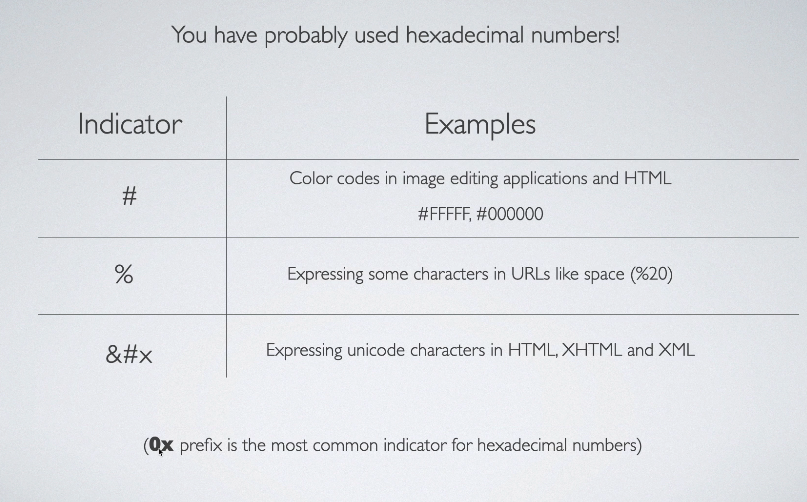 You have probably used hexadecimal numbers!
Indicator
Examples
#
Color codes in image editing applications and HTML
#FFFFF, #000000
%
Expressing some characters in URLs like space (%20)
&#x
Expressing unicode characters in HTML, XHTML and XML
(0x prefix is the most common indicator for hexadecimal numbers)